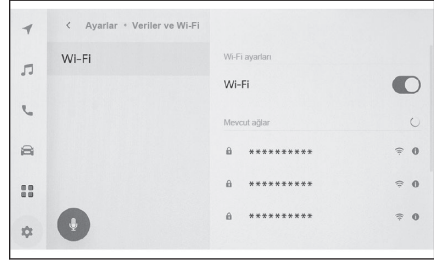 Ayarlar • Veriler ve Wi-Fi
Wi-Fi
Wi-Fi ayarları
Wi-Fi
Mevcut ağlar
**********
**********
**********